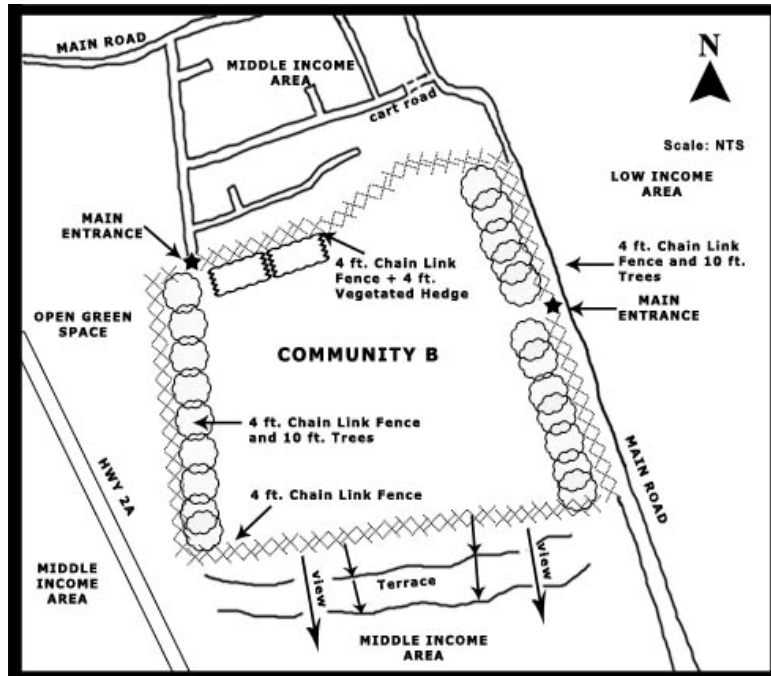 MAIN ROAD
MIDDLE INCOME
AREA
N
cart road
Scale: NTS
LOW INCOME
AREA
MAIN
ENTRANCE
4 ft. Chain Link
Fence + 4 ft.
Vegetated Hedge
4 ft. Chain Link
Fence and 10 ft.
Trees
MAIN
ENTRANCE
OPEN GREEN
SPACE
COMMUNITY B
4 ft. Chain Link Fence
and 10 ft. Trees
HWY 2A
MAIN ROAD
4 ft. Chain Link Fence
MIDDLE
INCOME
AREA
view
Terrace
view
MIDDLE INCOME
AREA